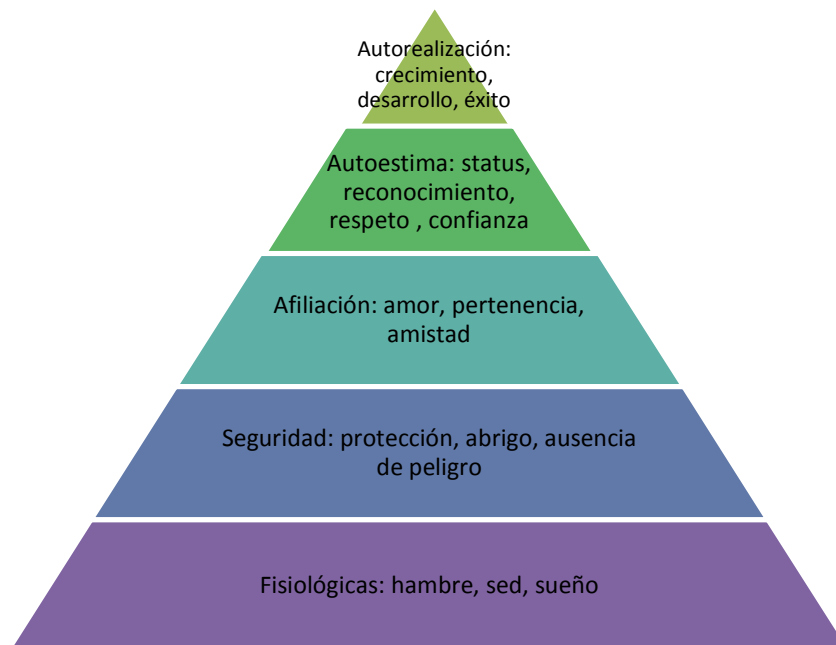 Autorealización:
crecimiento,
desarrollo, éxito
Autoestima: status,
reconocimiento,
respeto , confianza
Afiliación: amor, pertenencia,
amistad
Seguridad: protección, abrigo, ausencia
de peligro
Fisiológicas: hambre, sed, sueño